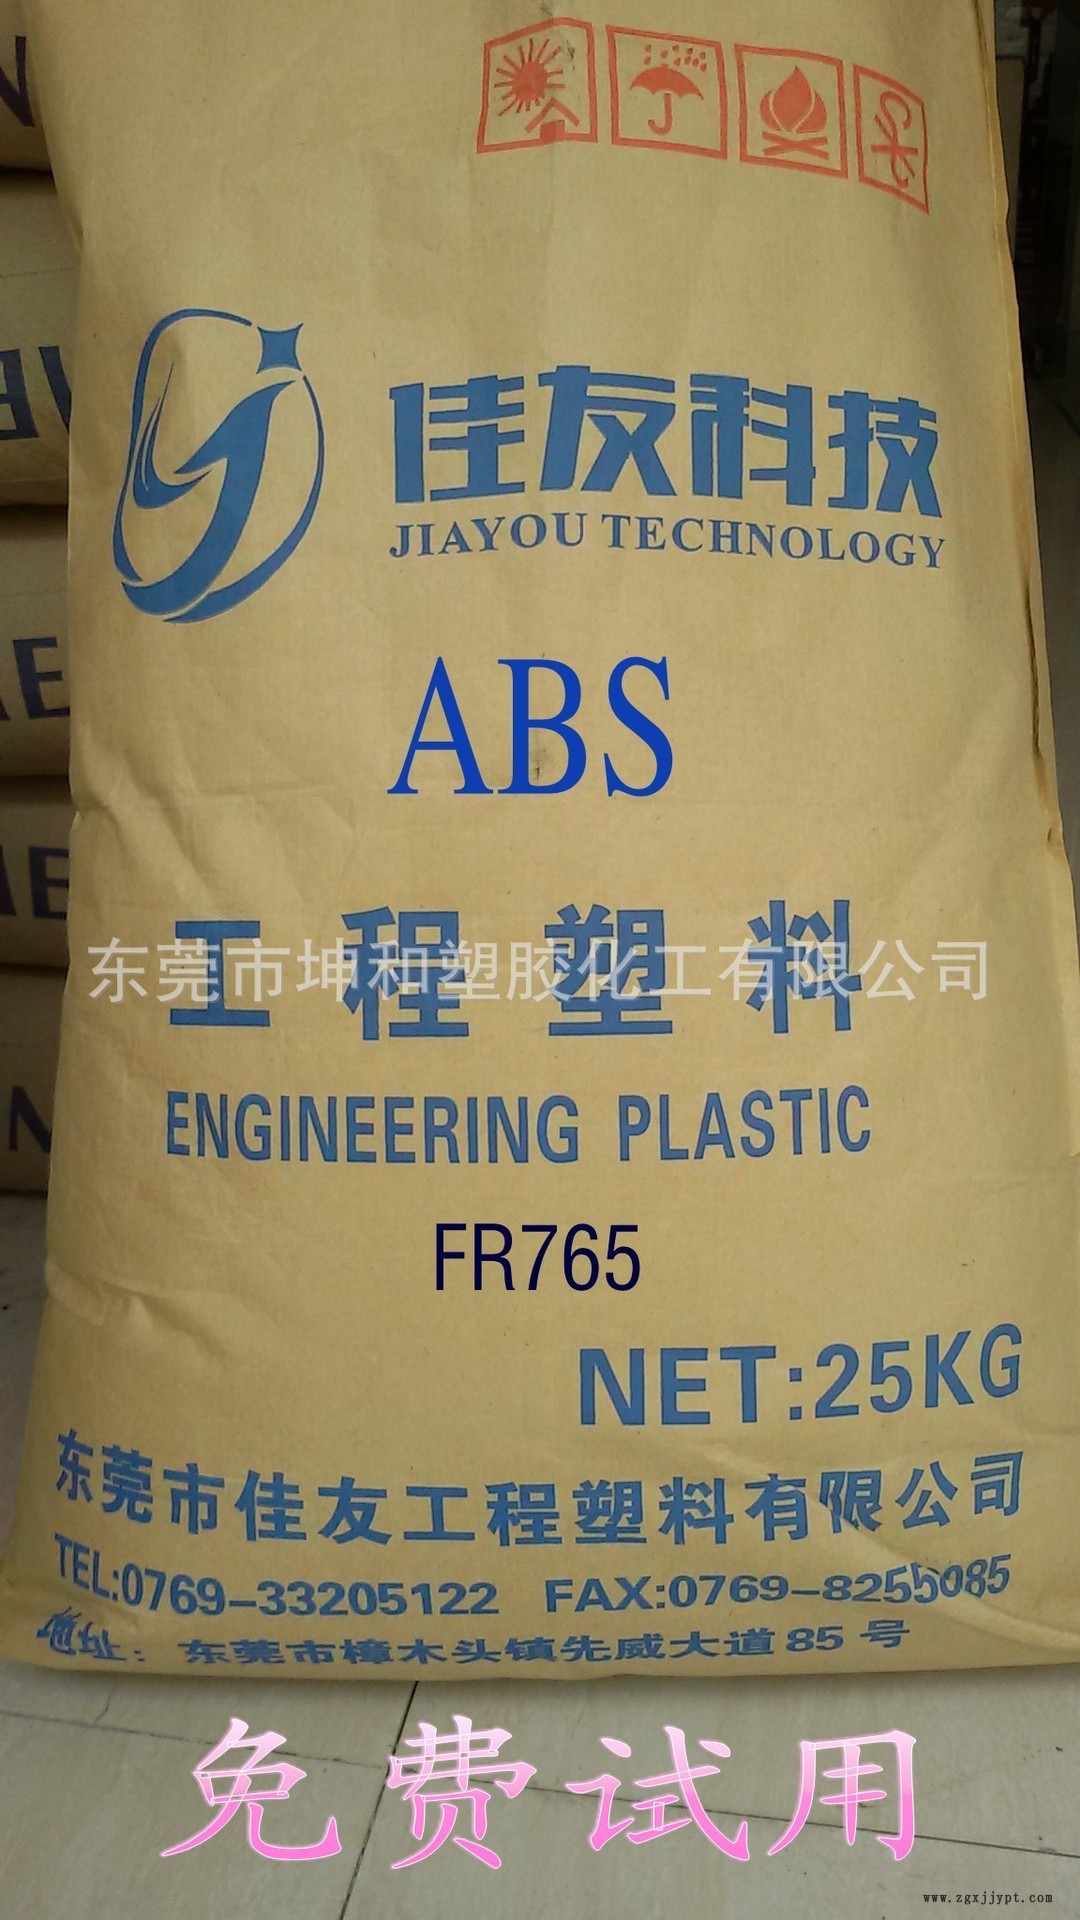 佳友科技
JIAYOU TECHNOLOGY
ABS
工程塑料
东莞市坤和塑胶化工有限公司
ENGINEERING PLASTIC
FR765
NET:25KG
东莞市佳友工程塑料有限公司
TEL:0769-33205122 FAX:0769-8255085
地址：东莞市樟木头镇先威大道85号
免费试用
www.zgxjjypt.com